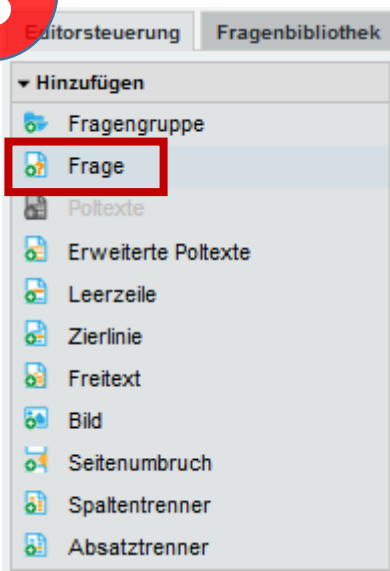 Editorsteuerung Fragenbibliothek
Hinzufügen
Fragengruppe
Frage
Poltexte
Erweiterte Poltexte
Leerzeile
Zierlinie
Freitext
Bild
Seitenumbruch
Spaltentrenner
Absatztrenner